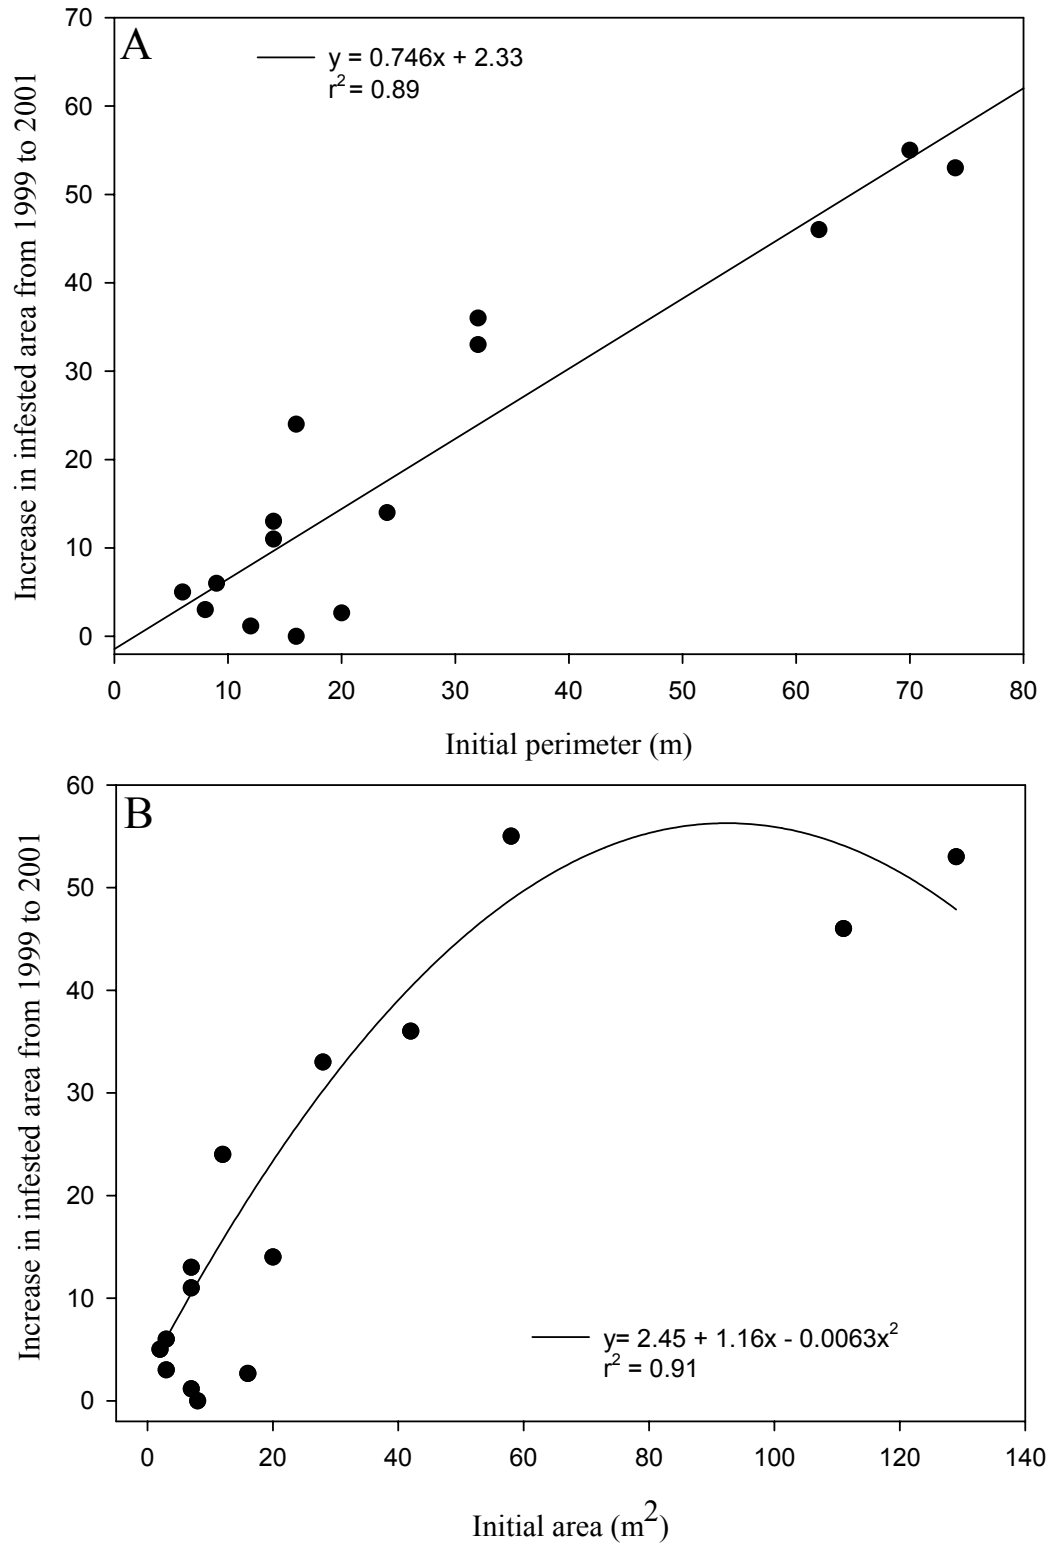 A
y = 0.746x + 2.33
r² = 0.89
Increase in infested area from 1999 to 2001
70
60
50
40
30
20
10
0
0 10 20 30 40 50 60 70 80
Initial perimeter (m)
B
Increase in infested area from 1999 to 2001
60
50
40
30
20
10
0
y= 2.45 + 1.16x - 0.0063x²
r² = 0.91
0 20 40 60 80 100 120 140
Initial area (m²)